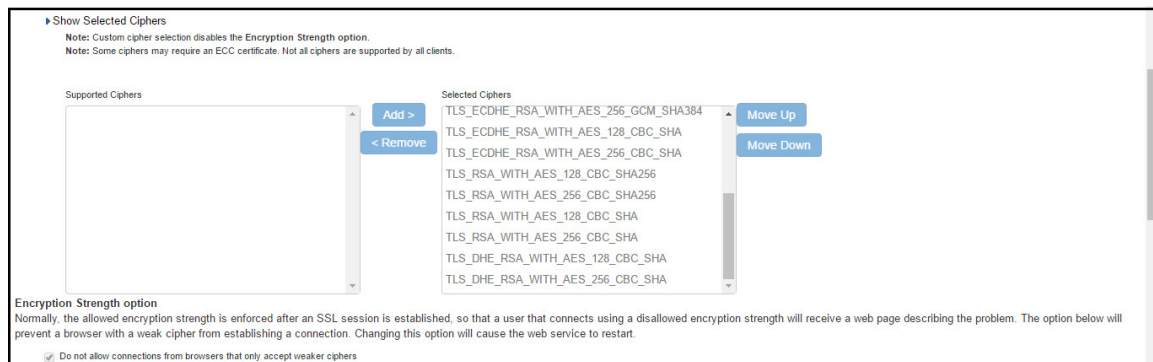 Show Selected Ciphers
Note: Custom cipher selection disables the Encryption Strength option.
Note: Some ciphers may require an ECC certificate. Not all ciphers are supported by all clients.
Supported Ciphers
Selected Ciphers
Add >
< Remove
TLS_ECDHE_RSA_WITH_AES_256_GCM_SHA384
TLS_ECDHE_RSA_WITH_AES_128_CBC_SHA
TLS_ECDHE_RSA_WITH_AES_256_CBC_SHA
TLS_RSA_WITH_AES_128_CBC_SHA256
TLS_RSA_WITH_AES_256_CBC_SHA256
TLS_RSA_WITH_AES_128_CBC_SHA
TLS_RSA_WITH_AES_256_CBC_SHA
TLS_DHE_RSA_WITH_AES_128_CBC_SHA
TLS_DHE_RSA_WITH_AES_256_CBC_SHA
Move Up
Move Down
Encryption Strength option
Normally, the allowed encryption strength is enforced after an SSL session is established, so that a user that connects using a disallowed encryption strength will receive a web page describing the problem. The option below will
prevent a browser with a weak cipher from establishing a connection. Changing this option will cause the web service to restart.
Do not allow connections from browsers that only accept weaker ciphers